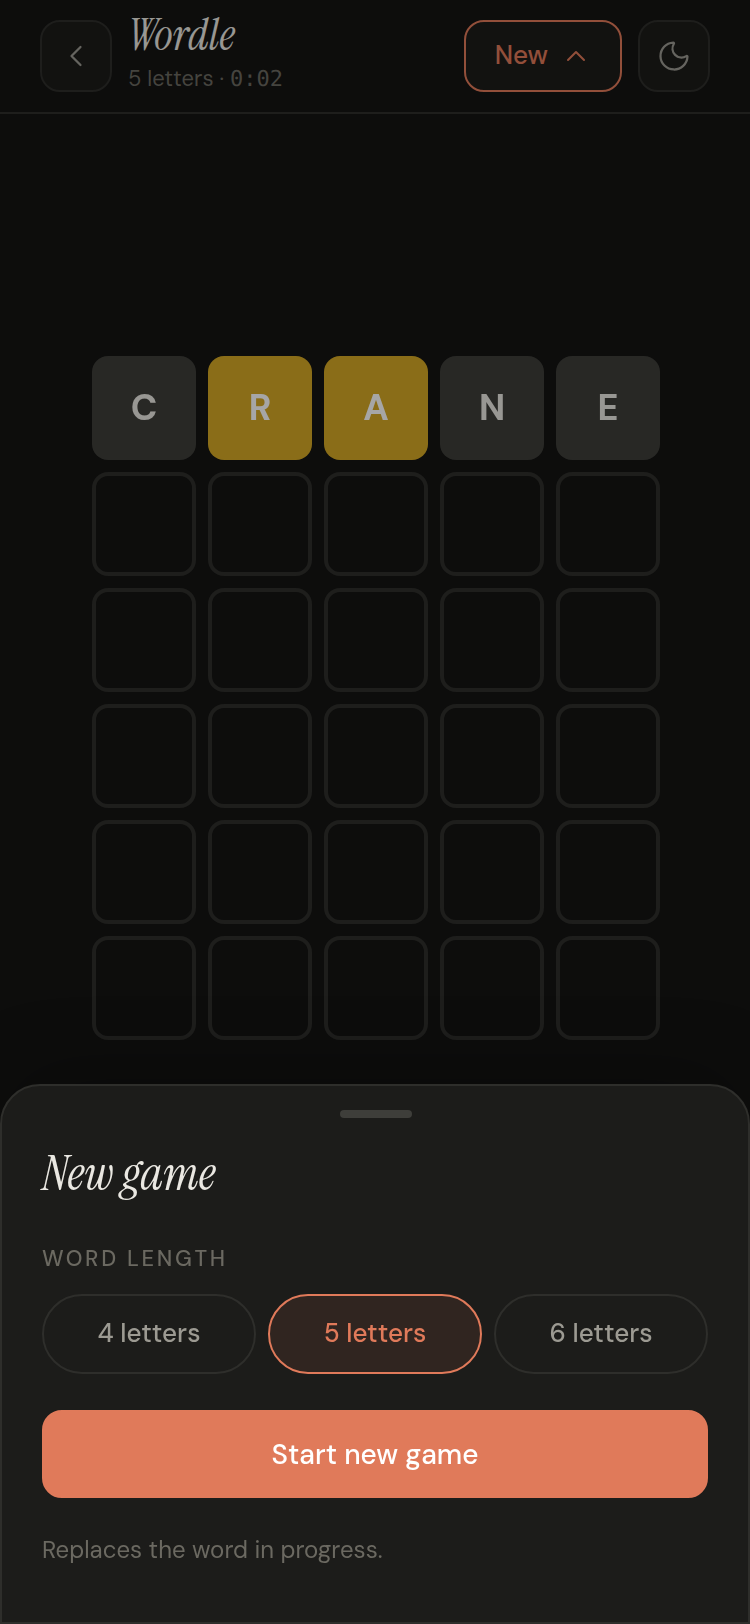 Wordle
5 letters · 0:02
New
C R A N E
New game
WORD LENGTH
4 letters 5 letters 6 letters
Start new game
Replaces the word in progress.